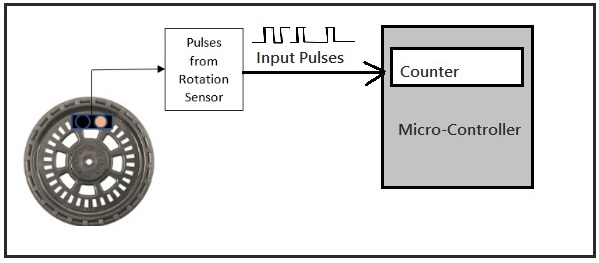 Pulses
from
Rotation
Sensor
Input Pulses
Counter
Micro-Controller